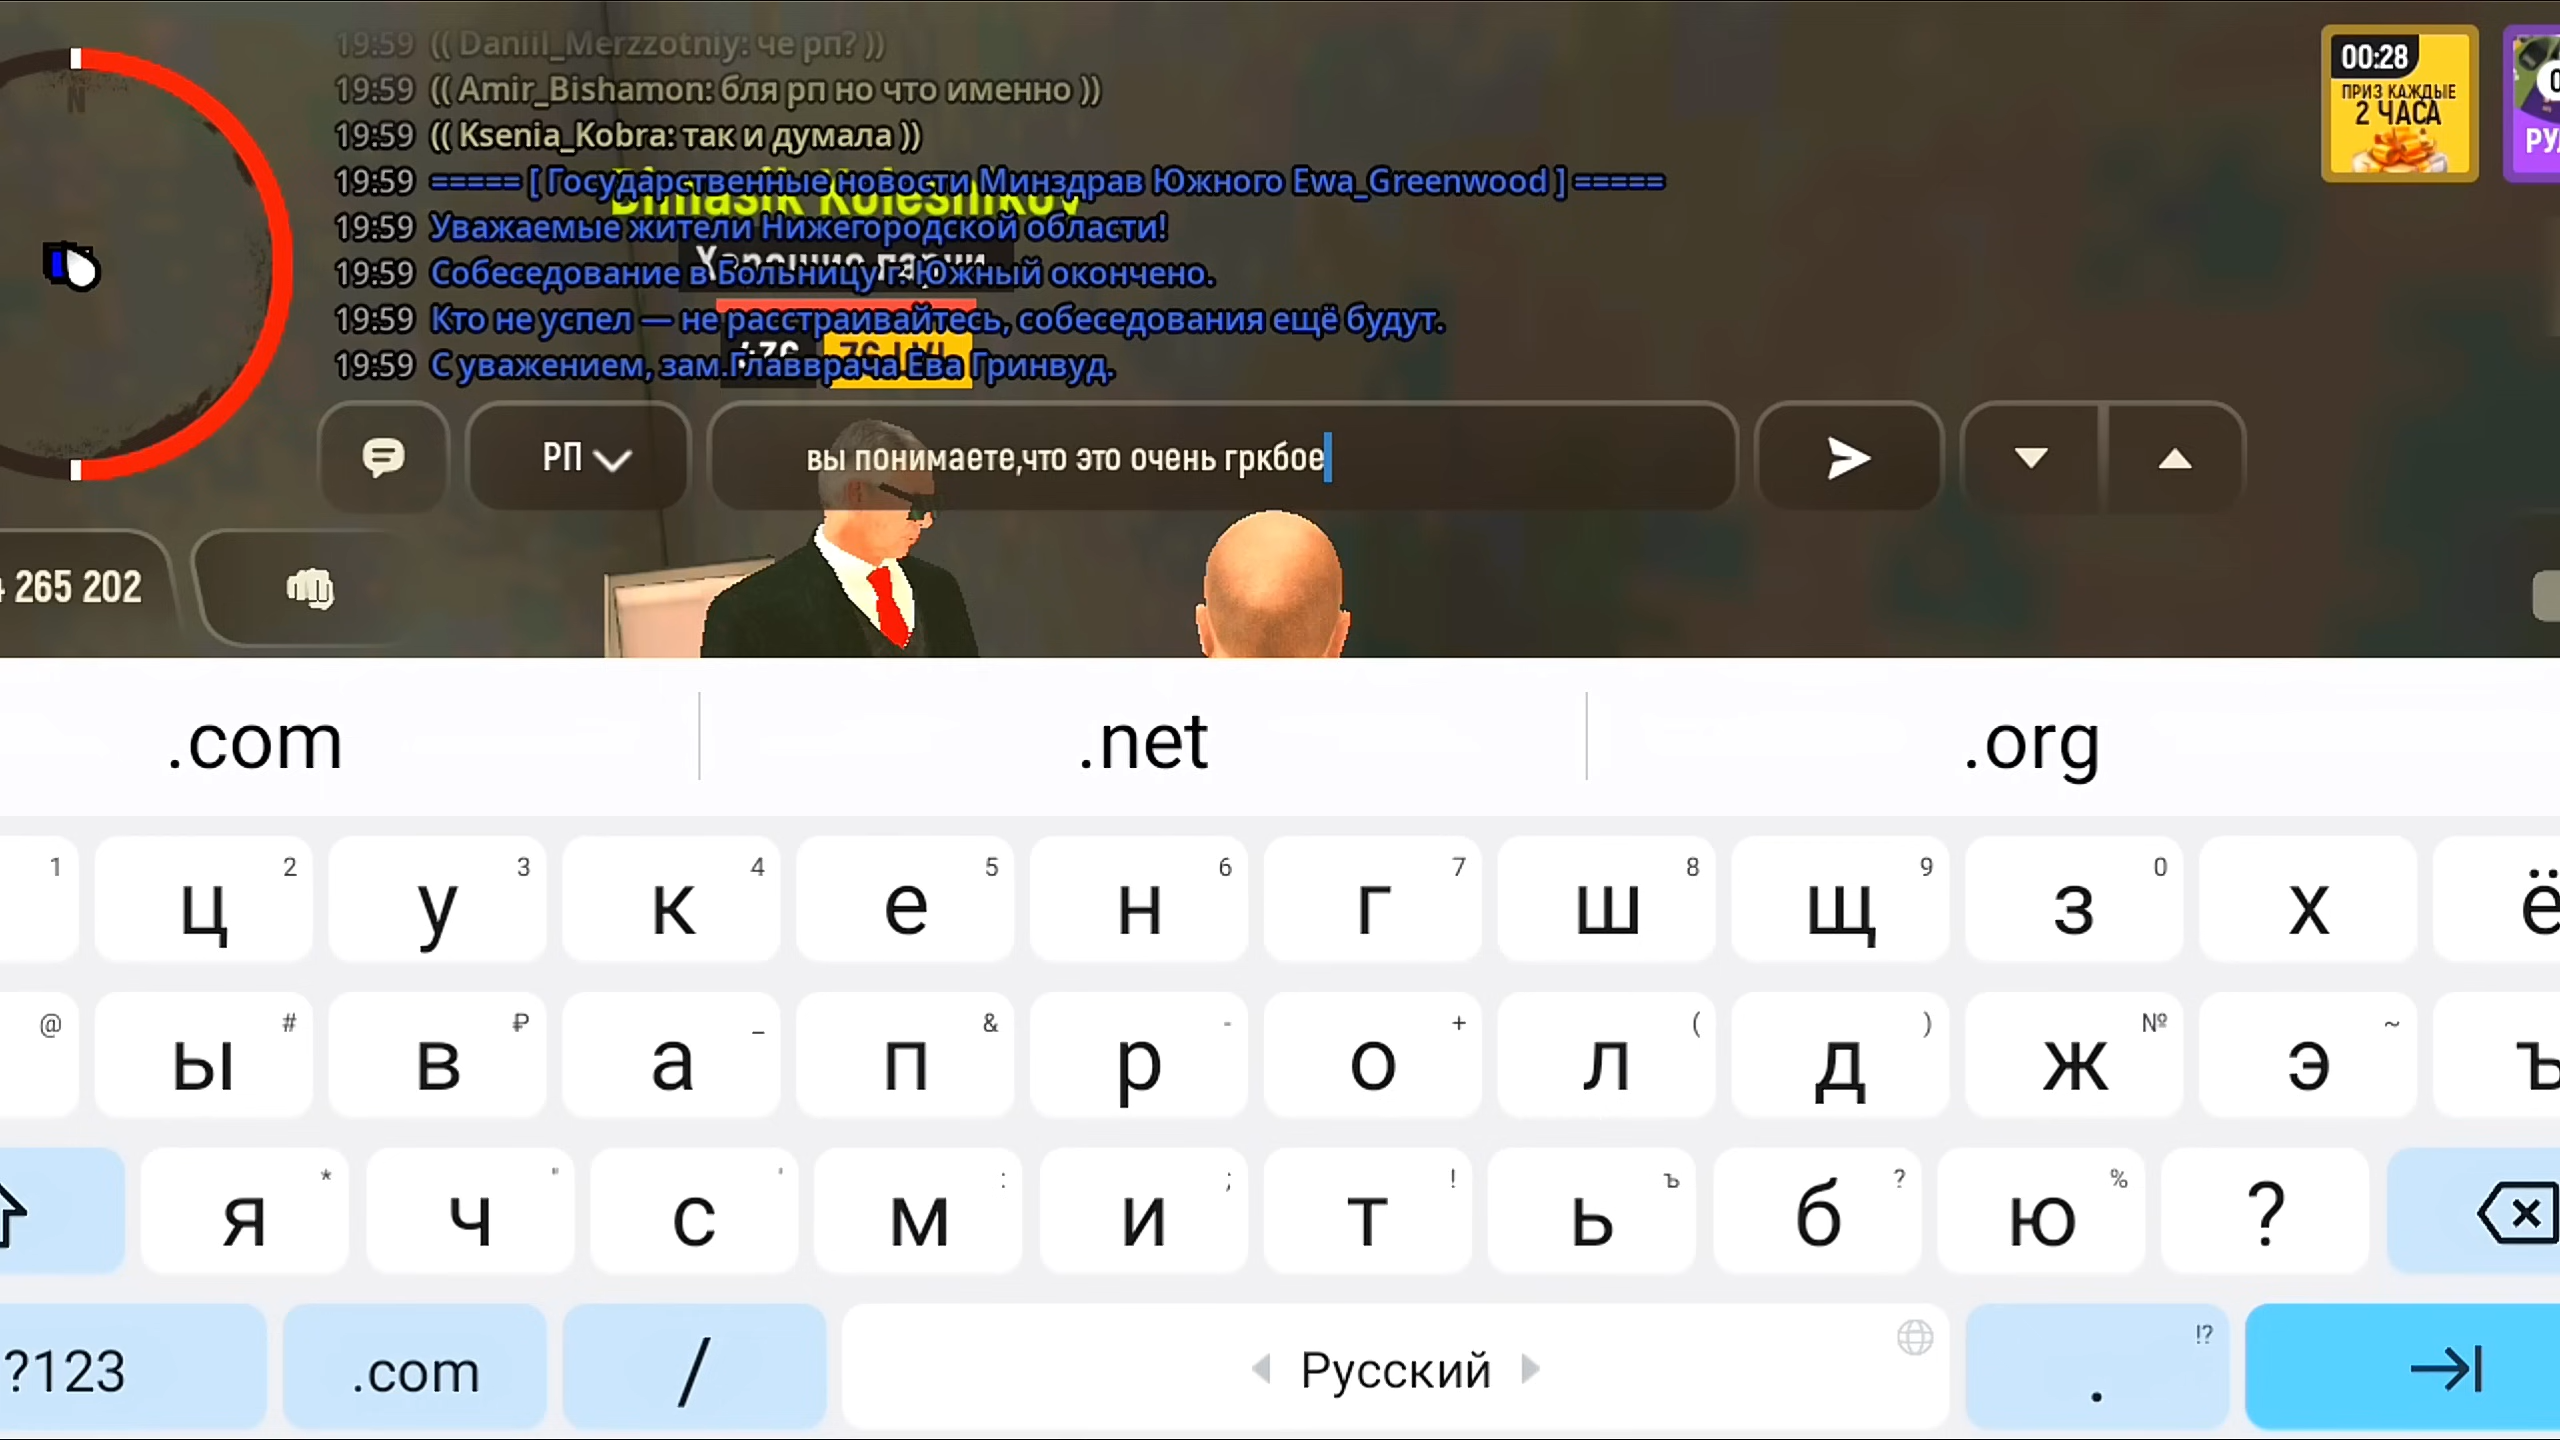 19:59 (( Daniil_Merzzotniy: че рп? ))
19:59 (( Amir_Bishamon: бля рп но что именно ))
19:59 (( Ksenia_Kobra: так и думала ))
19:59 ===== [ Государственные новости Минздрав Южного Ewa_Greenwood ] =====
Dimasik Kolesnikov
19:59 Уважаемые жители Нижегородской области!
19:59 Собеседование в Больницу г. Южный окончено.
19:59 Кто не успел — не расстраивайтесь, собеседования ещё будут.
19:59 С уважением, зам.Главврача Ева Гринвуд.
N
00:28
ПРИЗ КАЖДЫЕ
2 ЧАСА
РП
вы понимаете,что это очень гркбое
265 202
.com .net .org
1 ц 2 у 3 к 4 е 5 н 6 г 7 ш 8 щ 9 з 0 х ё
@ ы # в ₽ а _ п & р - о + л ( д ) ж № э ~ ъ
я * ч " с ' м : и ; т ! ь ъ б ? ю % ?
?123 .com / Русский . !?